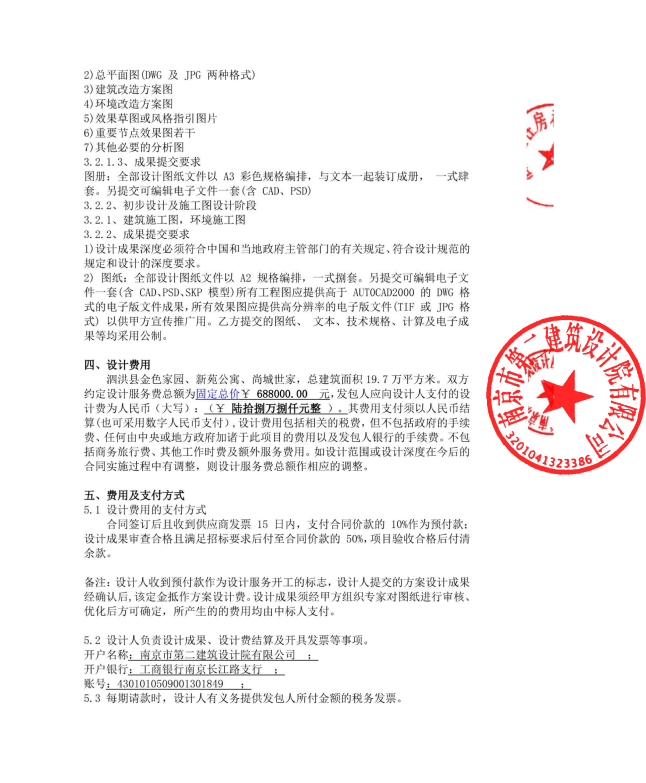 2)总平面图(DWG 及 JPG 两种格式)
3)建筑改造方案图
4)环境改造方案图
5)效果草图或风格指引图片
6)重要节点效果图若干
7)其他必要的分析图
3.2.1.3、成果提交要求
图册：全部设计图纸文件以 A3 彩色规格编排，与文本一起装订成册， 一式肆
套。另提交可编辑电子文件一套(含 CAD、PSD)
3.2.2、初步设计及施工图设计阶段
3.2.1、建筑施工图，环境施工图
3.2.2、成果提交要求
1)设计成果深度必须符合中国和当地政府主管部门的有关规定、符合设计规范的
规定和设计的深度要求。
2) 图纸：全部设计图纸文件以 A2 规格编排，一式捌套。另提交可编辑电子文
件一套(含 CAD、PSD、SKP 模型)所有工程图应提供高于 AUTOCAD2000 的 DWG 格
式的电子版文件成果，所有效果图应提供高分辨率的电子版文件(TIF 或 JPG 格
式) 以供甲方宣传推广用。乙方提交的图纸、 文本、技术规格、计算及电子成
果等均采用公制。
四、设计费用
泗洪县金色家园、新苑公寓、尚城世家，总建筑面积 19.7 万平方米。双方
约定设计服务费总额为固定总价￥ 688000.00 元，发包人应向设计人支付的设
计费为人民币（大写）：（￥ 陆拾捌万捌仟元整 ）。其费用支付须以人民币结
算(也可采用数字人民币支付)，设计费用包括相关的税费，但不包括政府的手续
费、任何由中央或地方政府加诸于此项目的费用以及发包人银行的手续费。不包
括商务旅行费、其他工作时费及额外服务费用。如设计范围或设计深度在今后的
合同实施过程中有调整，则设计服务费总额作相应的调整。
五、费用及支付方式
5.1 设计费用的支付方式
合同签订后且收到供应商发票 15 日内，支付合同价款的 10%作为预付款；
设计成果审查合格且满足招标要求后付至合同价款的 50%，项目验收合格后付清
余款。
备注：设计人收到预付款作为设计服务开工的标志，设计人提交的方案设计成果
经确认后，该定金抵作方案设计费。设计成果须经甲方组织专家对图纸进行审核、
优化后方可确定，所产生的的费用均由中标人支付。
5.2 设计人负责设计成果、设计费结算及开具发票等事项。
开户名称：南京市第二建筑设计院有限公司 ；
开户银行：工商银行南京长江路支行 ；
账号：4301010509001301849 ；
5.3 每期请款时，设计人有义务提供发包人所付金额的税务发票。
南京市第二建筑设计院有限公司
3201041323386